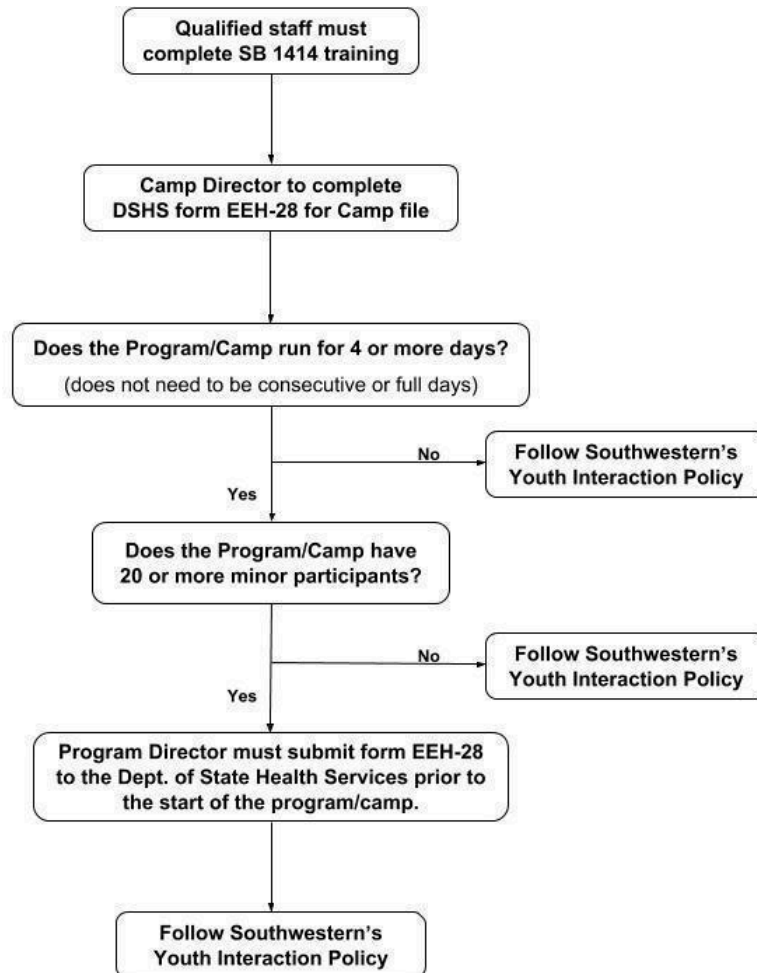 Qualified staff must
complete SB 1414 training
Camp Director to complete
DSHS form EEH-28 for Camp file
Does the Program/Camp run for 4 or more days?
(does not need to be consecutive or full days)
No
Follow Southwestern’s
Youth Interaction Policy
Yes
Does the Program/Camp have
20 or more minor participants?
No
Follow Southwestern’s
Youth Interaction Policy
Yes
Program Director must submit form EEH-28
to the Dept. of State Health Services prior to
the start of the program/camp.
Follow Southwestern’s
Youth Interaction Policy